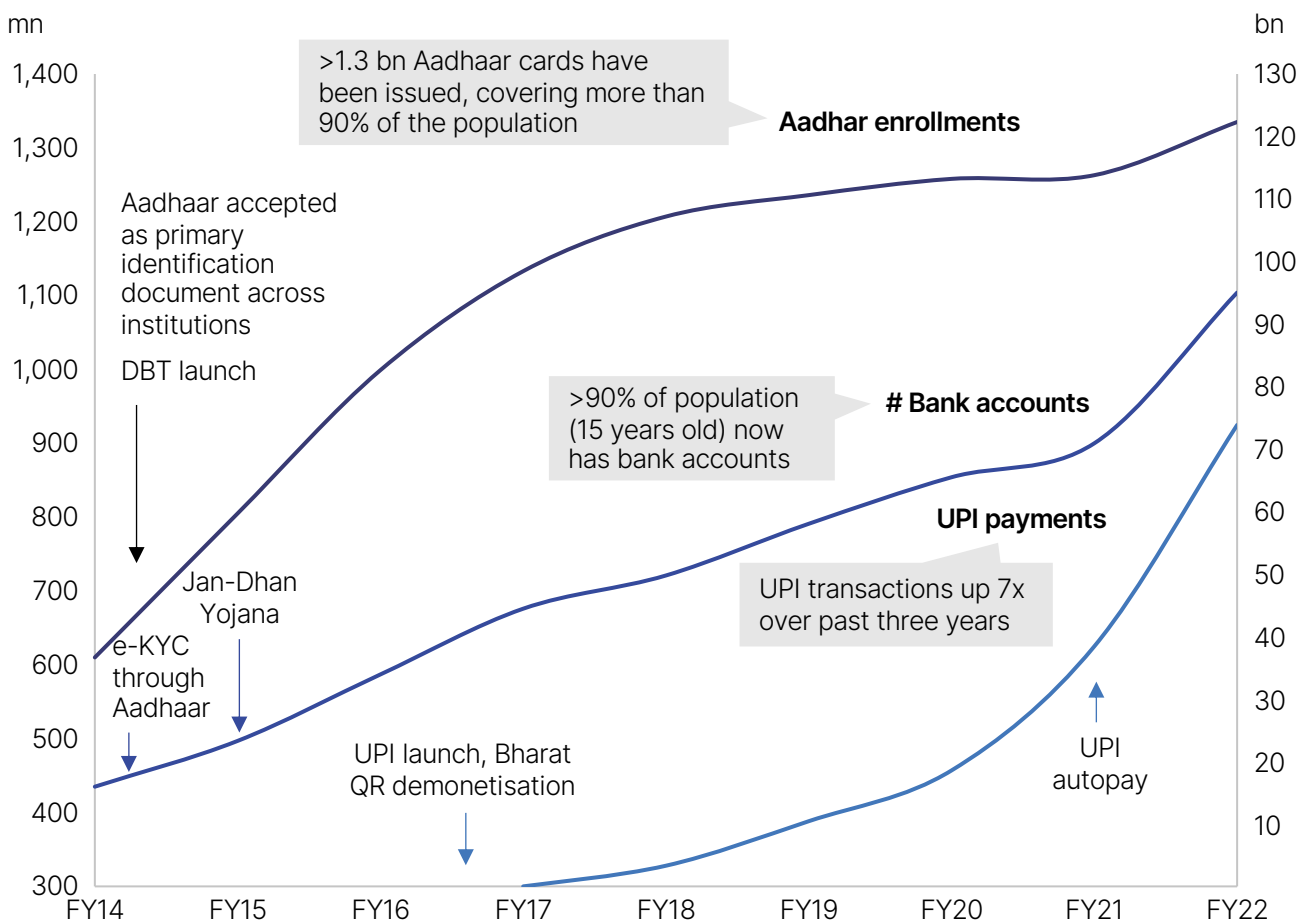 mn
bn
1,400
1,300
1,200
1,100
1,000
900
800
700
600
500
400
300
130
120
110
100
90
80
70
60
50
40
30
20
10
>1.3 bn Aadhaar cards have
been issued, covering more than
90% of the population
Aadhar enrollments
Aadhaar accepted
as primary
identification
document across
institutions
DBT launch
>90% of population
(15 years old) now
has bank accounts
# Bank accounts
UPI payments
UPI transactions up 7x
over past three years
Jan-Dhan
Yojana
e-KYC
through
Aadhaar
UPI launch, Bharat
QR demonetisation
UPI
autopay
FY14
FY15
FY16
FY17
FY18
FY19
FY20
FY21
FY22